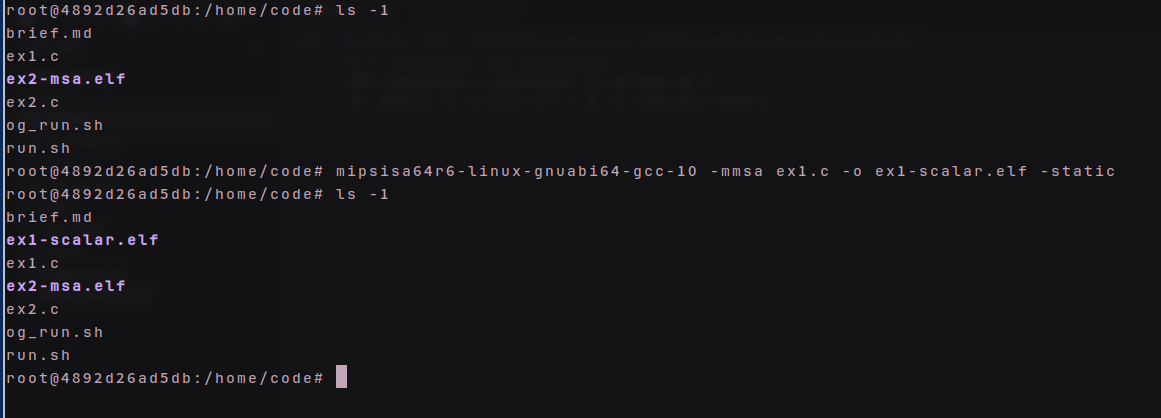 root@4892d26ad5db:/home/code# ls -1
brief.md
ex1.c
ex2-msa.elf
ex2.c
og_run.sh
run.sh
root@4892d26ad5db:/home/code# mipsisa64r6-linux-gnuabi64-gcc-10 -mmsa ex1.c -o ex1-scalar.elf -static
root@4892d26ad5db:/home/code# ls -1
brief.md
ex1-scalar.elf
ex1.c
ex2-msa.elf
ex2.c
og_run.sh
run.sh
root@4892d26ad5db:/home/code#